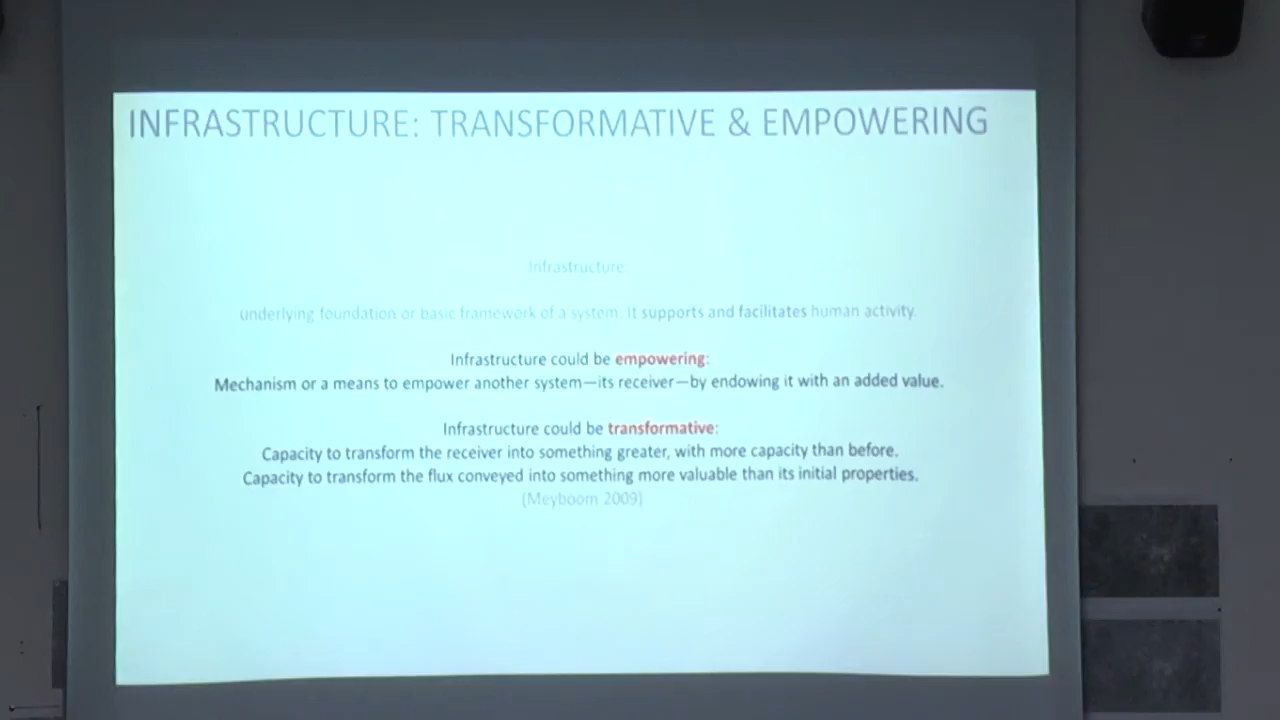 INFRASTRUCTURE: TRANSFORMATIVE & EMPOWERING
Infrastructure:
underlying foundation or basic framework of a system. It supports and facilitates human activity.
Infrastructure could be empowering:
Mechanism or a means to empower another system—its receiver—by endowing it with an added value.
Infrastructure could be transformative:
Capacity to transform the receiver into something greater, with more capacity than before.
Capacity to transform the flux conveyed into something more valuable than its initial properties.
(Meyboom 2009)